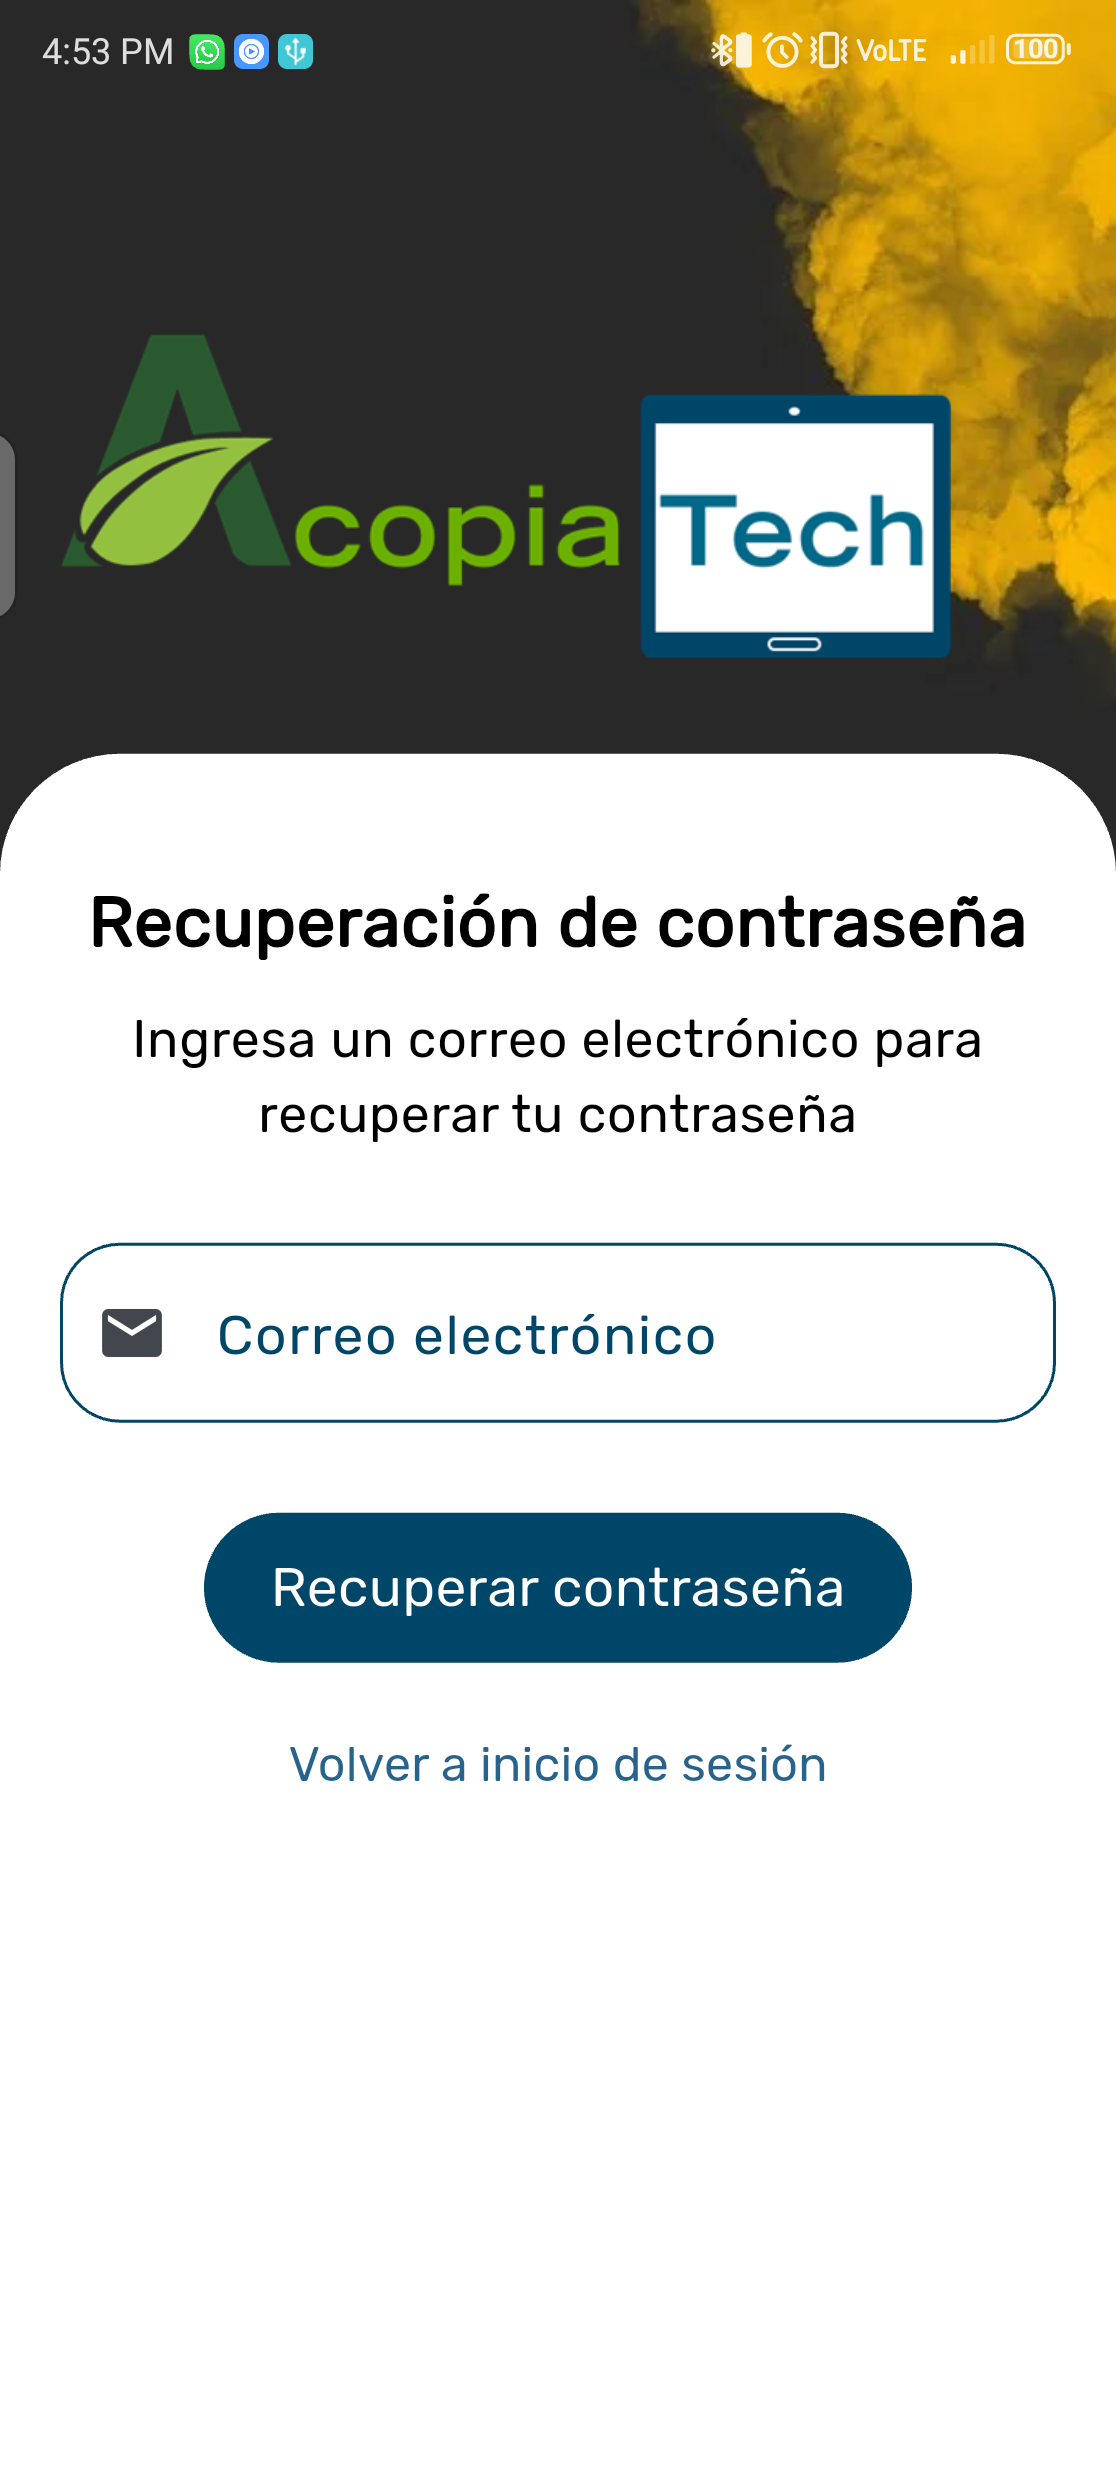 4:53 PM VoLTE 100
Acopia Tech
Recuperación de contraseña
Ingresa un correo electrónico para
recuperar tu contraseña
Correo electrónico
Recuperar contraseña
Volver a inicio de sesión